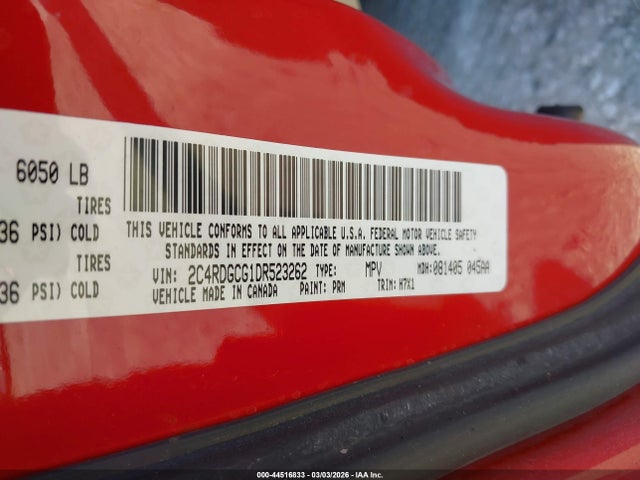 6050 LB
TIRES
36 PSI) COLD
TIRES
36 PSI) COLD
THIS VEHICLE CONFORMS TO ALL APPLICABLE U.S.A. FEDERAL MOTOR VEHICLE SAFETY
STANDARDS IN EFFECT ON THE DATE OF MANUFACTURE SHOWN ABOVE.
VIN: 2C4RDGCG1DR523262 TYPE: MPV MDH: 081405 045AA
VEHICLE MADE IN CANADA PAINT: PRM TRIM: H7X1
000-44516833 - 03/03/2026 - IAA Inc.